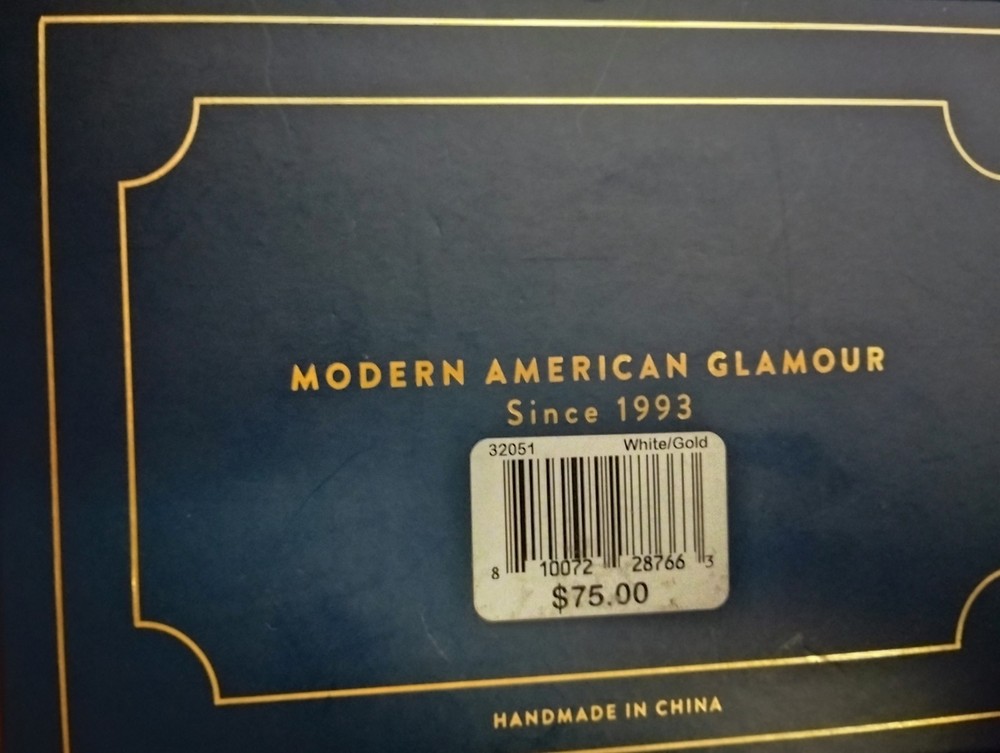 MODERN AMERICAN GLAMOUR
Since 1993
32051 White/Gold
8 10072 28766 3
$75.00
HANDMADE IN CHINA